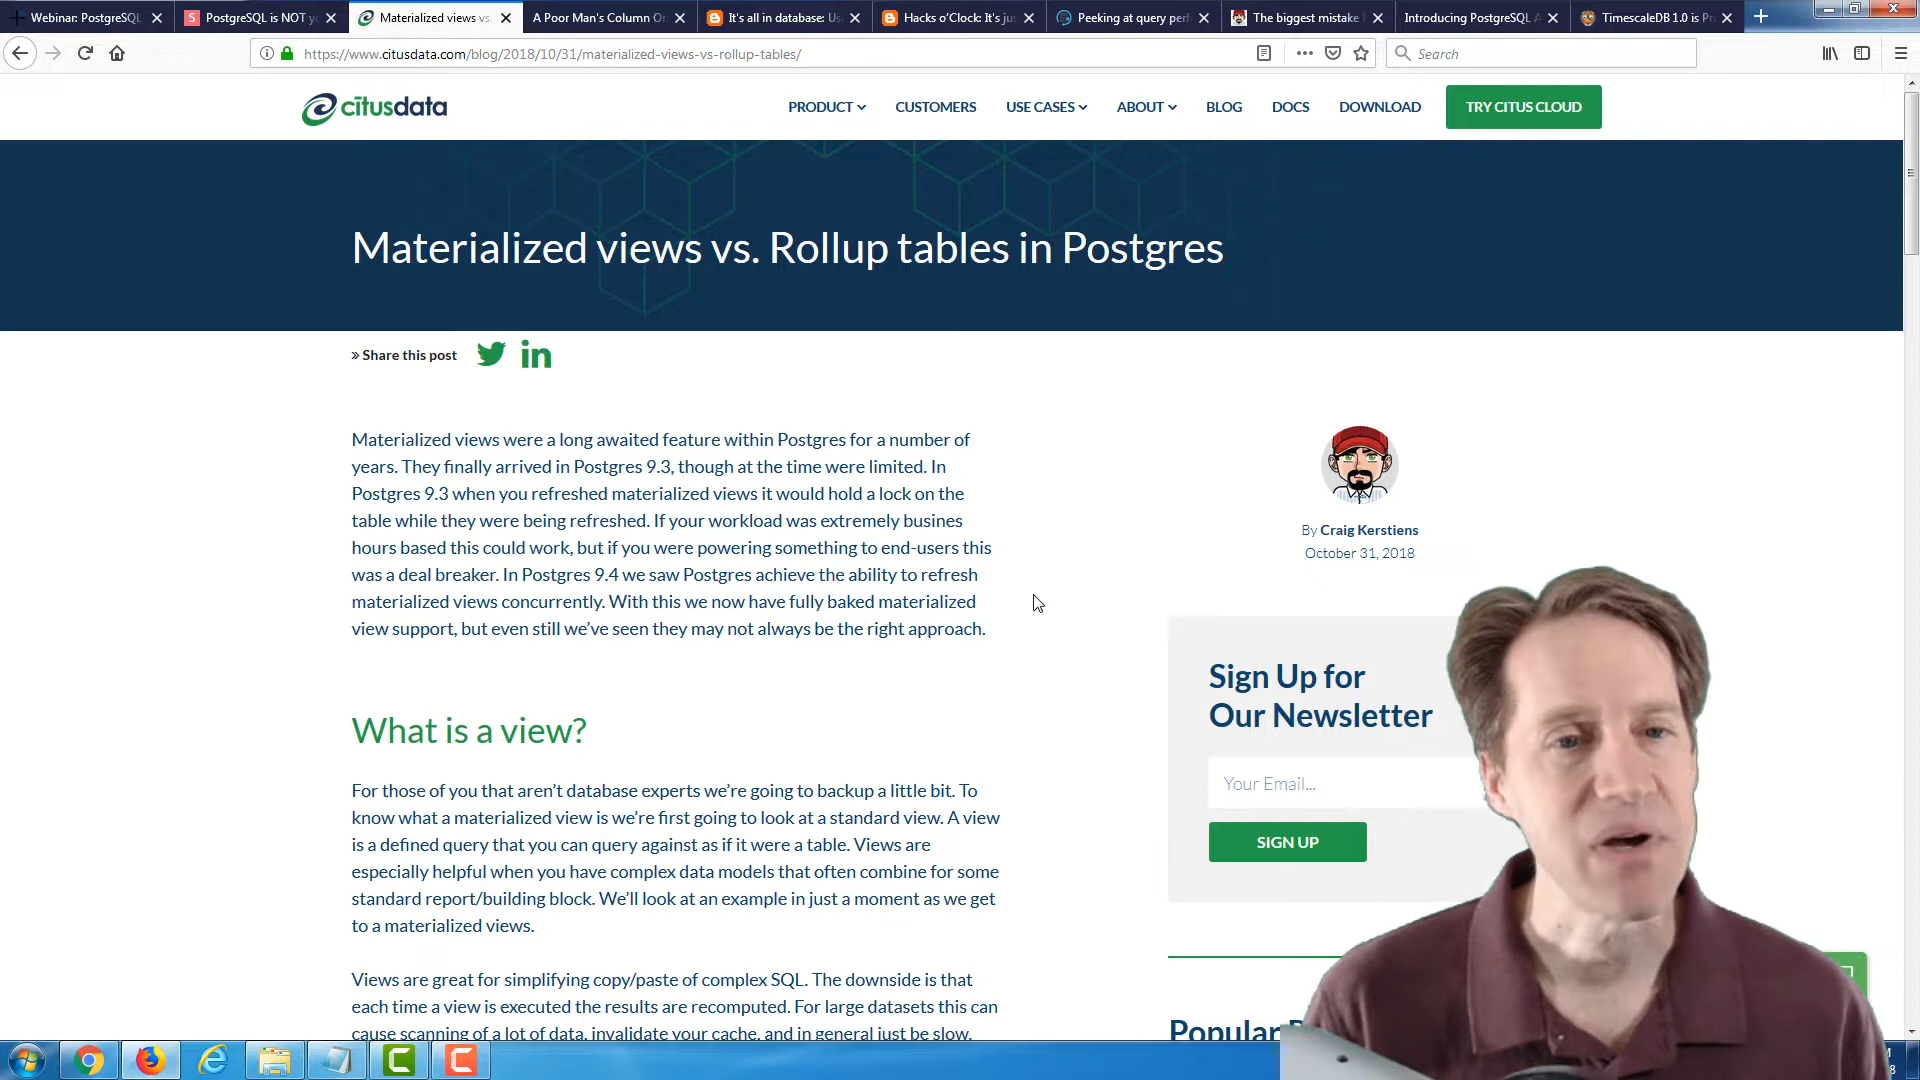 Webinar: PostgreSQL
PostgreSQL is NOT yo
Materialized views vs.
A Poor Man's Column Or
It's all in database: Us
Hacks o'Clock: It's jus
Peeking at query perf
The biggest mistake
Introducing PostgreSQL A
TimescaleDB 1.0 is Pr
https://www.citusdata.com/blog/2018/10/31/materialized-views-vs-rollup-tables/
Search
citusdata
PRODUCT
CUSTOMERS
USE CASES
ABOUT
BLOG
DOCS
DOWNLOAD
TRY CITUS CLOUD
Materialized views vs. Rollup tables in Postgres
» Share this post
Materialized views were a long awaited feature within Postgres for a number of
years. They finally arrived in Postgres 9.3, though at the time were limited. In
Postgres 9.3 when you refreshed materialized views it would hold a lock on the
table while they were being refreshed. If your workload was extremely busines
hours based this could work, but if you were powering something to end-users this
was a deal breaker. In Postgres 9.4 we saw Postgres achieve the ability to refresh
materialized views concurrently. With this we now have fully baked materialized
view support, but even still we've seen they may not always be the right approach.
By Craig Kerstiens
October 31, 2018
What is a view?
For those of you that aren't database experts we're going to backup a little bit. To
know what a materialized view is we're first going to look at a standard view. A view
is a defined query that you can query against as if it were a table. Views are
especially helpful when you have complex data models that often combine for some
standard report/building block. We'll look at an example in just a moment as we get
to a materialized views.
Views are great for simplifying copy/paste of complex SQL. The downside is that
each time a view is executed the results are recomputed. For large datasets this can
cause scanning of a lot of data, invalidate your cache, and in general just be slow.
Sign Up for
Our Newsletter
Your Email...
SIGN UP
Popular